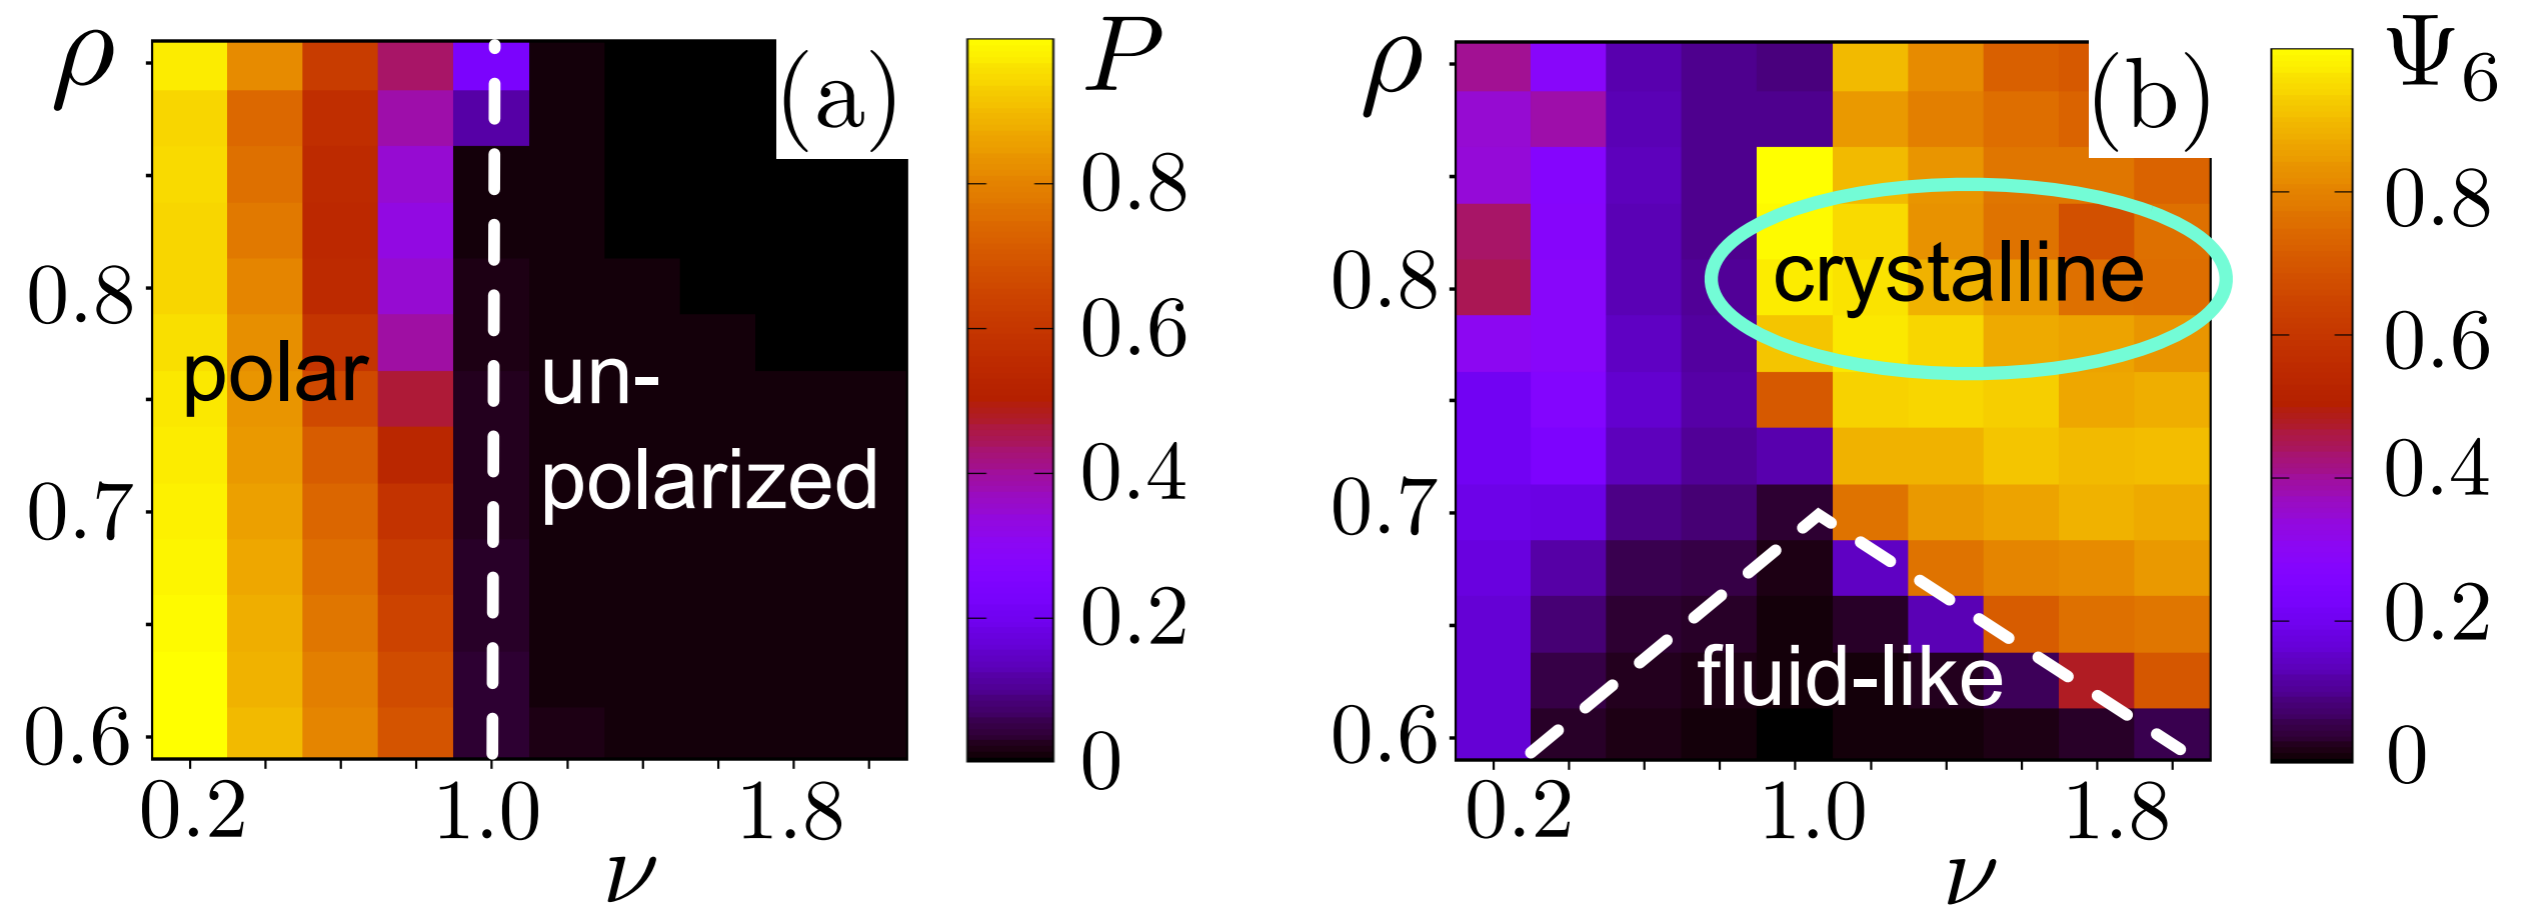 ρ
(a)
P
0.8
0.7
0.6
polar
un-
polarized
0.2 1.0 1.8
ν
0.8
0.6
0.4
0.2
0
ρ
(b)
Ψ₆
0.8
0.7
0.6
crystalline
fluid-like
0.2 1.0 1.8
ν
0.8
0.6
0.4
0.2
0